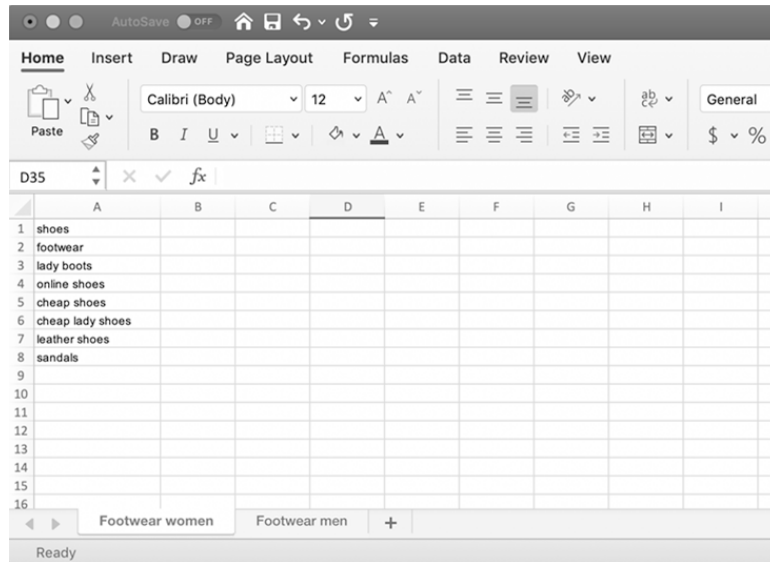 AutoSave OFF
Home Insert Draw Page Layout Formulas Data Review View
Calibri (Body) 12 A^ Aˇ ab General
Paste B I U A $ %
D35 fx
A B C D E F G H I
1 shoes
2 footwear
3 lady boots
4 online shoes
5 cheap shoes
6 cheap lady shoes
7 leather shoes
8 sandals
9
10
11
12
13
14
15
16
Footwear women Footwear men +
Ready